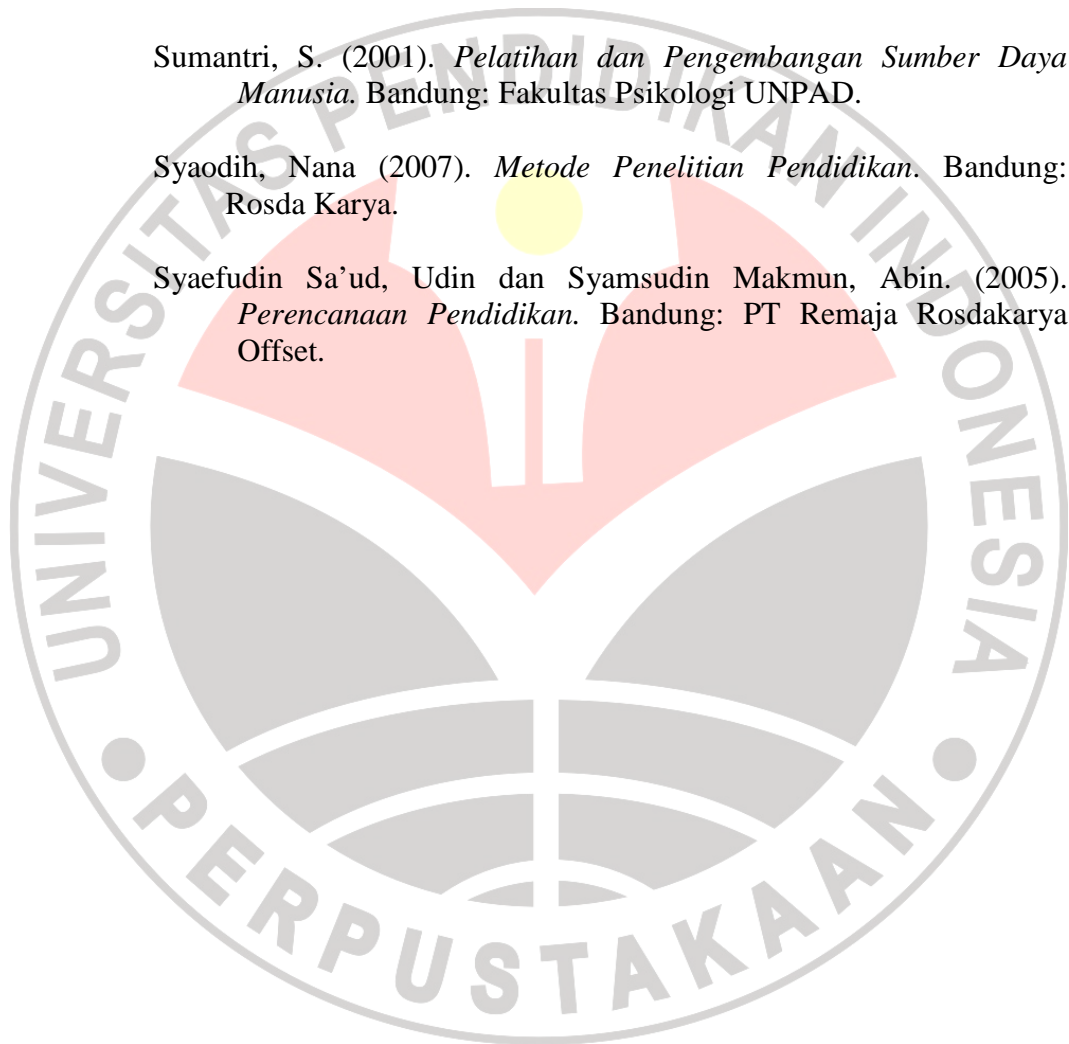 Sumantri, S. (2001). Pelatihan dan Pengembangan Sumber Daya
Manusia. Bandung: Fakultas Psikologi UNPAD.
Syaodih, Nana (2007). Metode Penelitian Pendidikan. Bandung:
Rosda Karya.
Syaefudin Sa’ud, Udin dan Syamsudin Makmun, Abin. (2005).
Perencanaan Pendidikan. Bandung: PT Remaja Rosdakarya
Offset.
UNIVERSITAS PENDIDIKAN INDONESIA
PERPUSTAKAAN